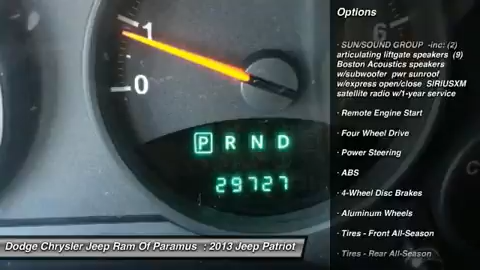 1
0
6
P R N D
29727
Options
· SUN/SOUND GROUP -inc: (2)
articulating liftgate speakers (9)
Boston Acoustics speakers
w/subwoofer pwr sunroof
w/express open/close SIRIUSXM
satellite radio w/1-year service
· Remote Engine Start
· Four Wheel Drive
· Power Steering
· ABS
· 4-Wheel Disc Brakes
· Aluminum Wheels
· Tires - Front All-Season
· Tires - Rear All-Season
Dodge Chrysler Jeep Ram Of Paramus : 2013 Jeep Patriot